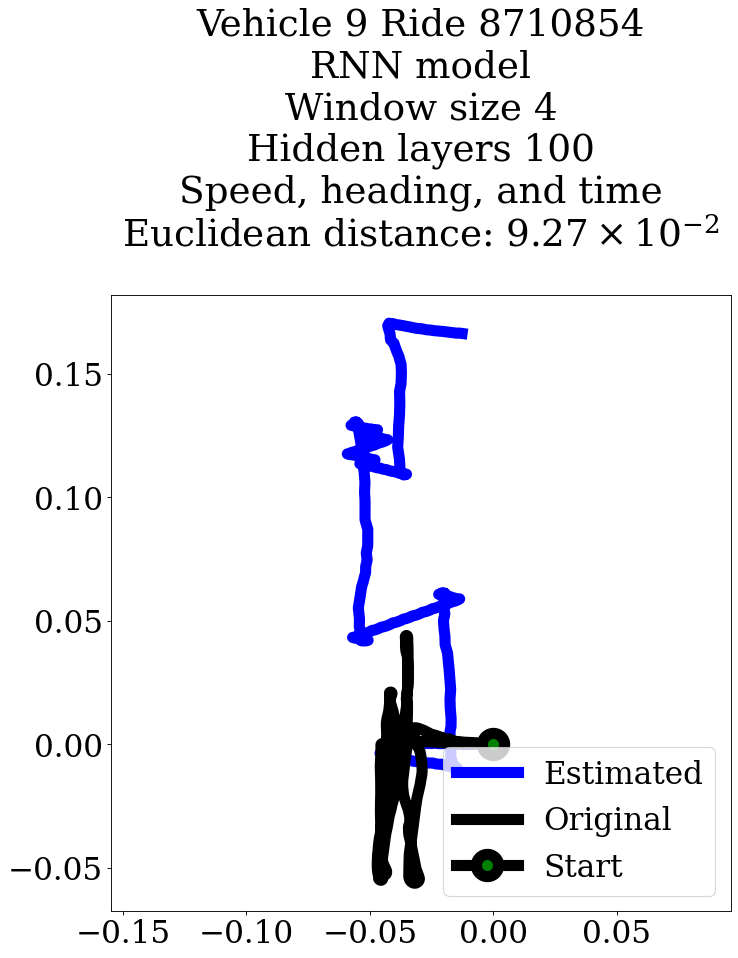 Vehicle 9 Ride 8710854
RNN model
Window size 4
Hidden layers 100
Speed, heading, and time
Euclidean distance: 9.27 × 10⁻²
0.15
0.10
0.05
0.00
−0.05
Estimated
Original
Start
−0.15 −0.10 −0.05 0.00 0.05